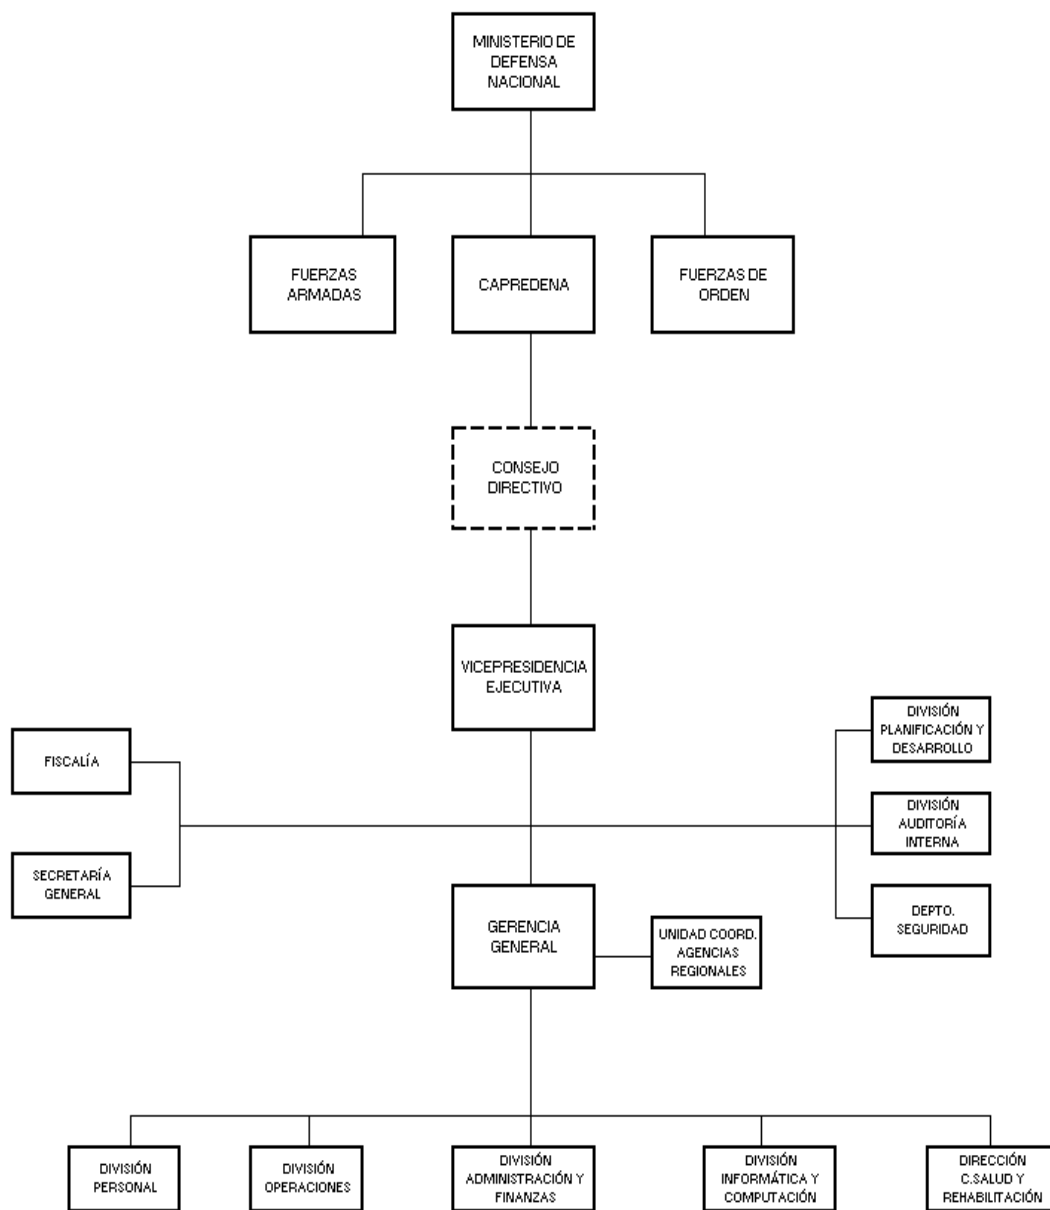 MINISTERIO DE
DEFENSA
NACIONAL
FUERZAS
ARMADAS
CAPREDENA
FUERZAS DE
ORDEN
CONSEJO
DIRECTIVO
VICEPRESIDENCIA
EJECUTIVA
FISCALÍA
SECRETARÍA
GENERAL
DIVISIÓN
PLANIFICACIÓN Y
DESARROLLO
DIVISIÓN
AUDITORÍA
INTERNA
DEPTO.
SEGURIDAD
GERENCIA
GENERAL
UNIDAD COORD.
AGENCIAS
REGIONALES
DIVISIÓN
PERSONAL
DIVISIÓN
OPERACIONES
DIVISIÓN
ADMINISTRACIÓN Y
FINANZAS
DIVISIÓN
INFORMÁTICA Y
COMPUTACIÓN
DIRECCIÓN
C.SALUD Y
REHABILITACIÓN